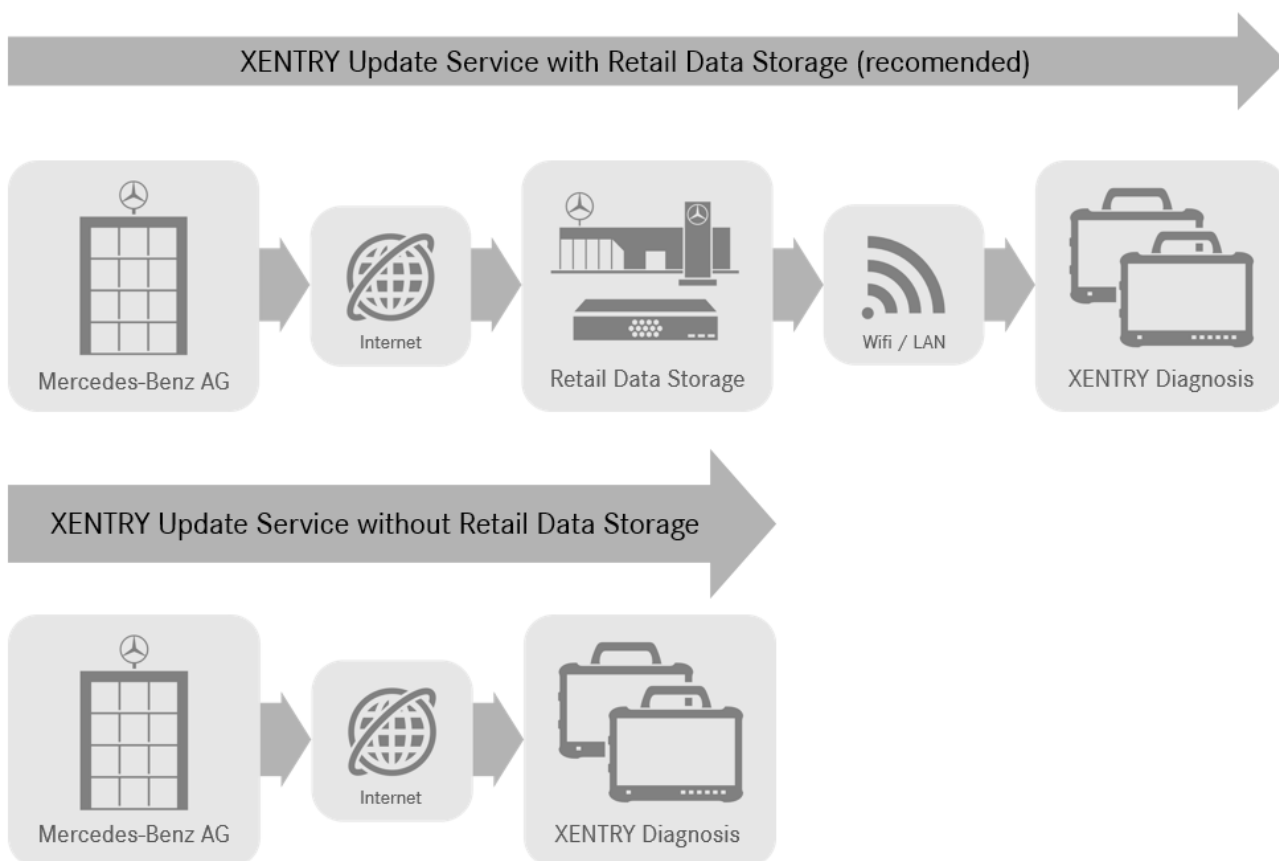 XENTRY Update Service with Retail Data Storage (recomended)
Internet
Wifi / LAN
Mercedes-Benz AG
Retail Data Storage
XENTRY Diagnosis
XENTRY Update Service without Retail Data Storage
Internet
Mercedes-Benz AG
XENTRY Diagnosis